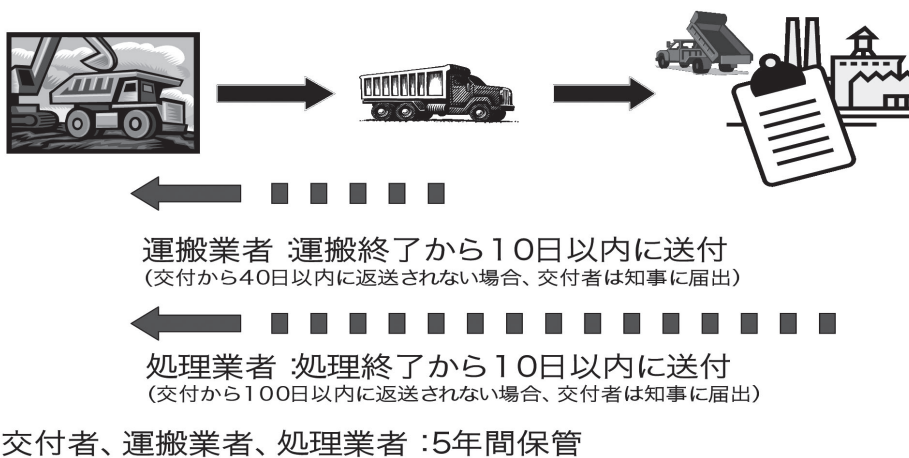 運搬業者：運搬終了から１０日以内に送付
（交付から40日以内に返送されない場合、交付者は知事に届出）
処理業者：処理終了から１０日以内に送付
（交付から100日以内に返送されない場合、交付者は知事に届出）
交付者、運搬業者、処理業者：5年間保管